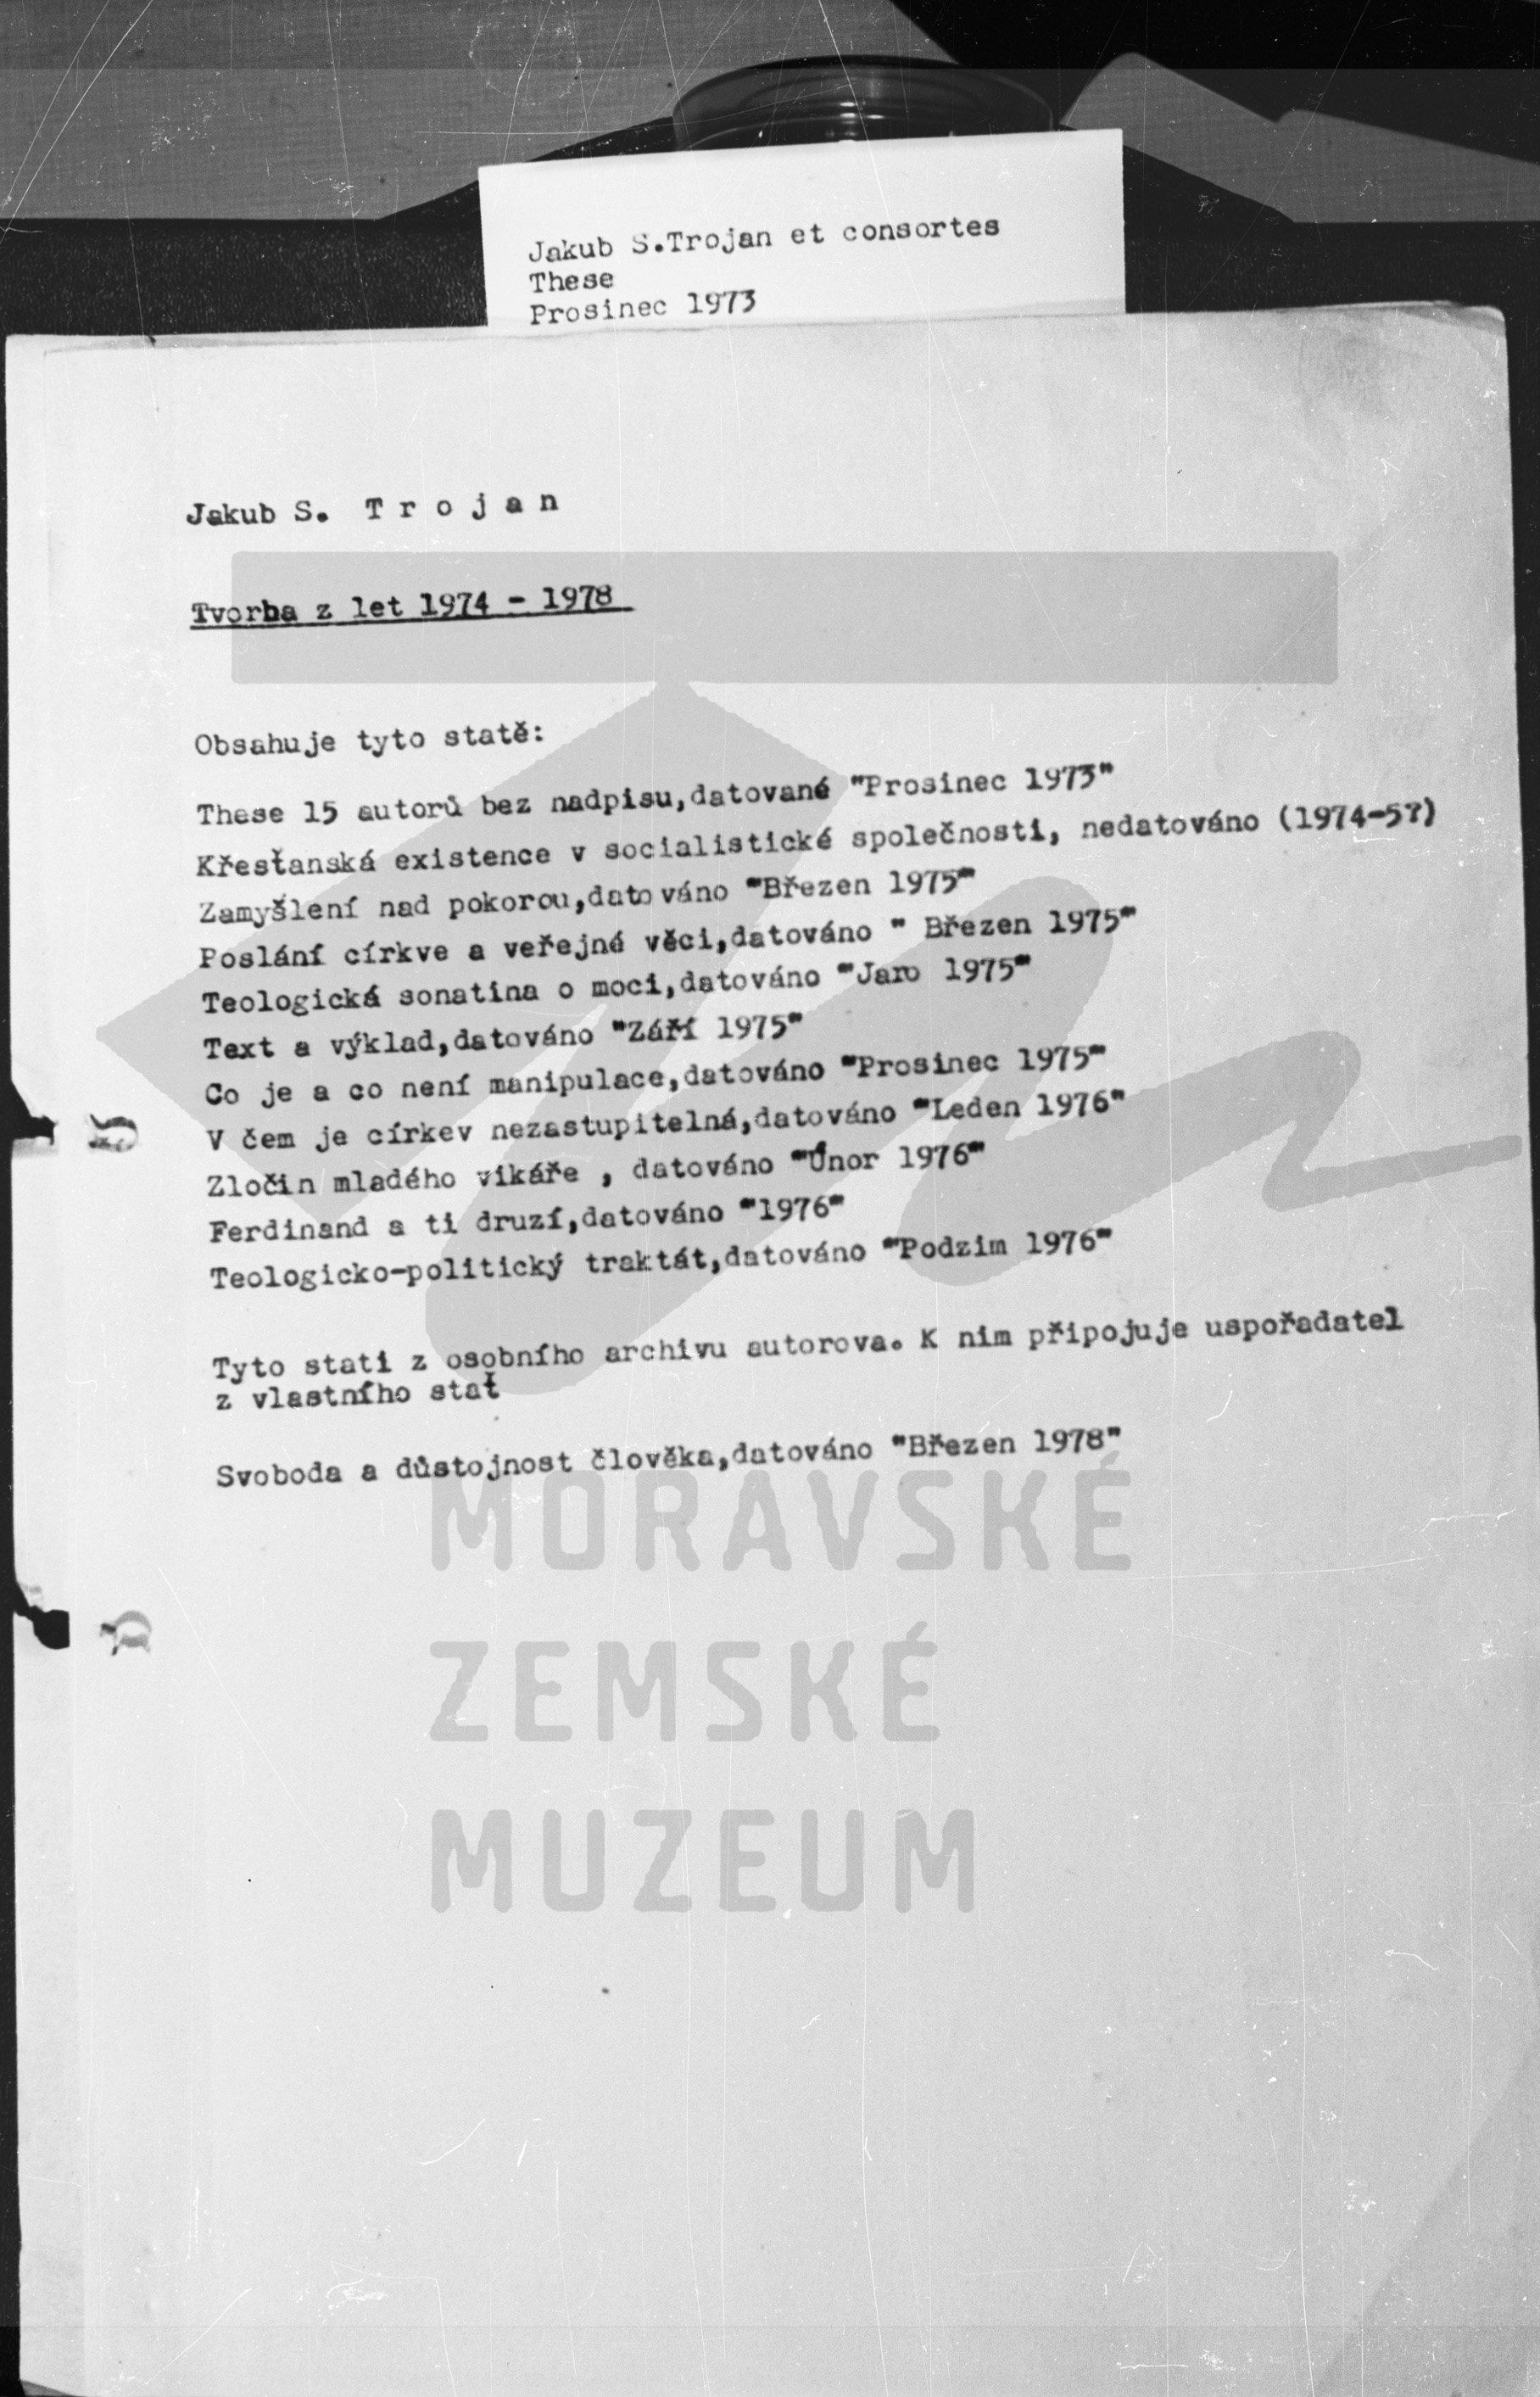 Jakub S.Trojan et consortes
These
Prosinec 1973
Jakub S. T r o j a n
Tvorba z let 1974 - 1978
Obsahuje tyto statě:
These 15 autorů bez nadpisu,datované "Prosinec 1973"
Křesťanská existence v socialistické společnosti, nedatováno (1974-5?)
Zamyšlení nad pokorou,datováno "Březen 1975"
Poslání církve a veřejné věci,datováno " Březen 1975"
Teologická sonatina o moci,datováno "Jaro 1975"
Text a výklad,datováno "Září 1975"
Co je a co není manipulace,datováno "Prosinec 1975"
V čem je církev nezastupitelná,datováno "Leden 1976"
Zločin mladého vikáře , datováno "Únor 1976"
Ferdinand a ti druzí,datováno "1976"
Teologicko-politický traktát,datováno "Podzim 1976"
Tyto stati z osobního archivu autorova. K nim připojuje uspořadatel
z vlastního stať
Svoboda a důstojnost člověka,datováno "Březen 1978"
MORAVSKÉ
ZEMSKÉ
MUZEUM